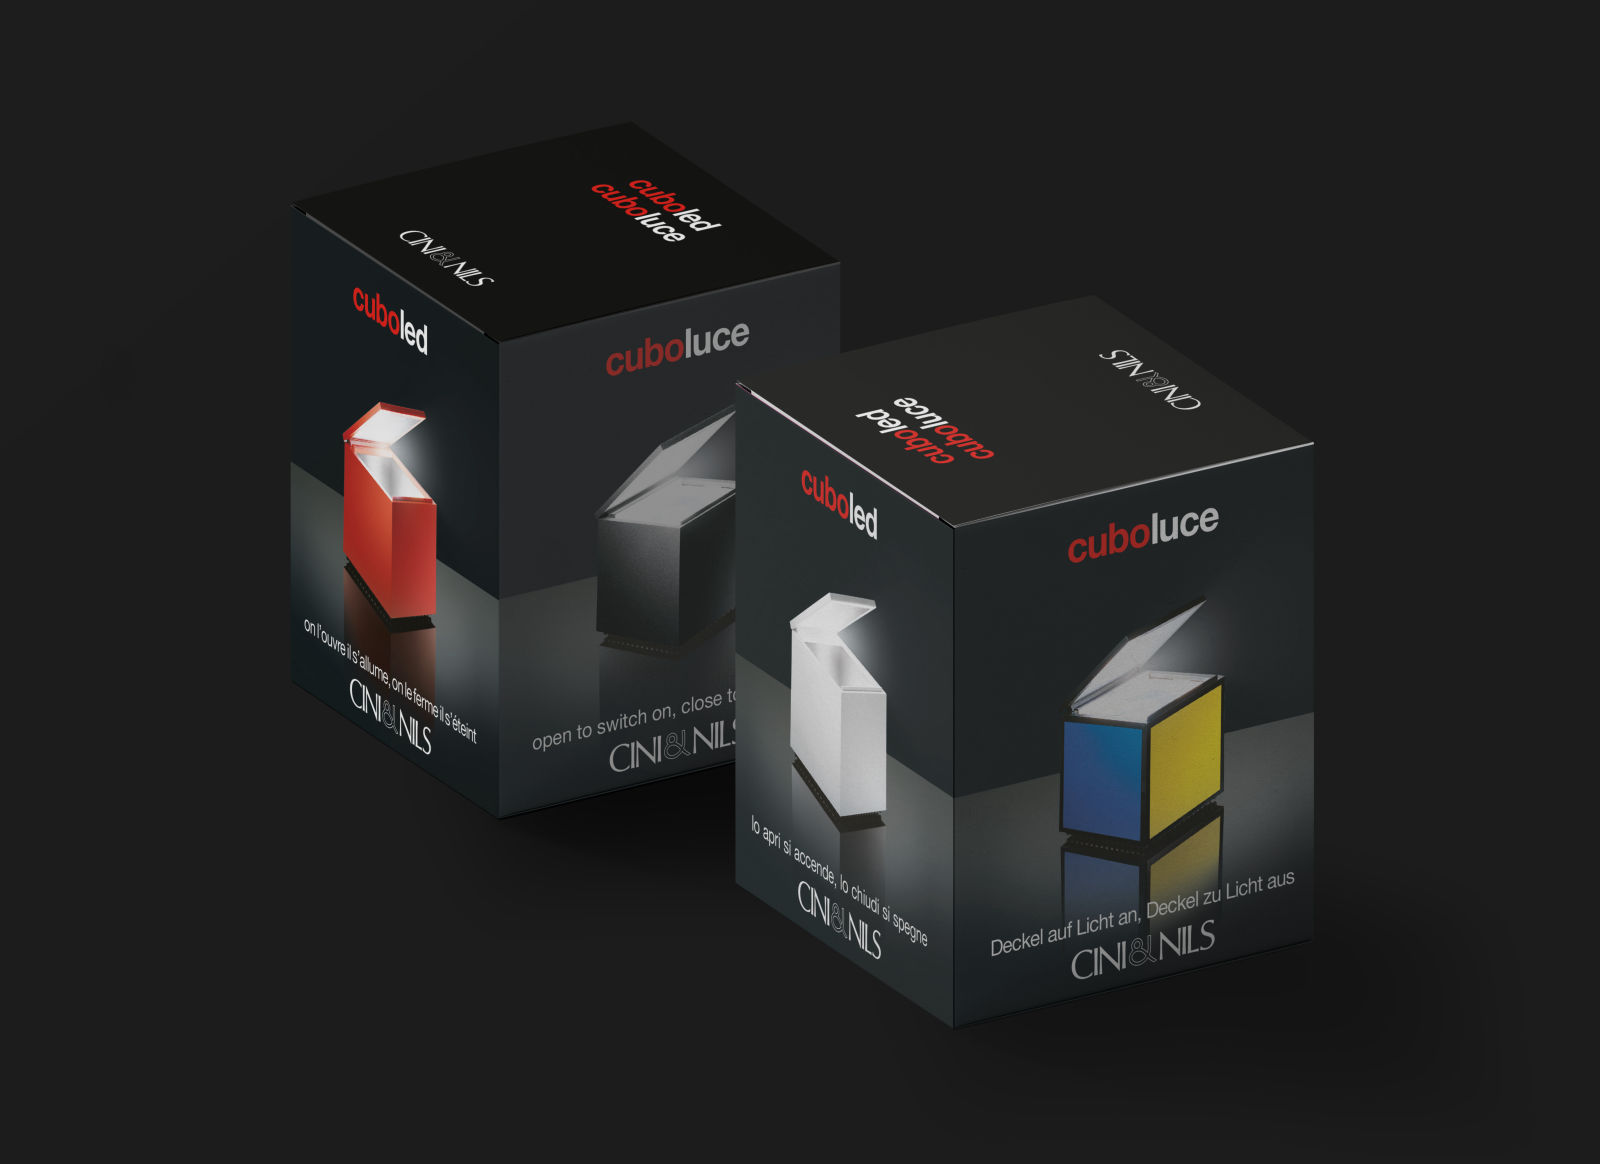 cuboled
cuboluce
CINI&NILS
cuboled
on l'ouvre il s'allume, on le ferme il s'éteint
CINI&NILS
cuboluce
open to switch on, close
CINI&NILS
CINI&NILS
cuboled
cuboluce
cuboled
lo apri si accende, lo chiudi si spegne
CINI&NILS
cuboluce
Deckel auf Licht an, Deckel zu Licht aus
CINI&NILS